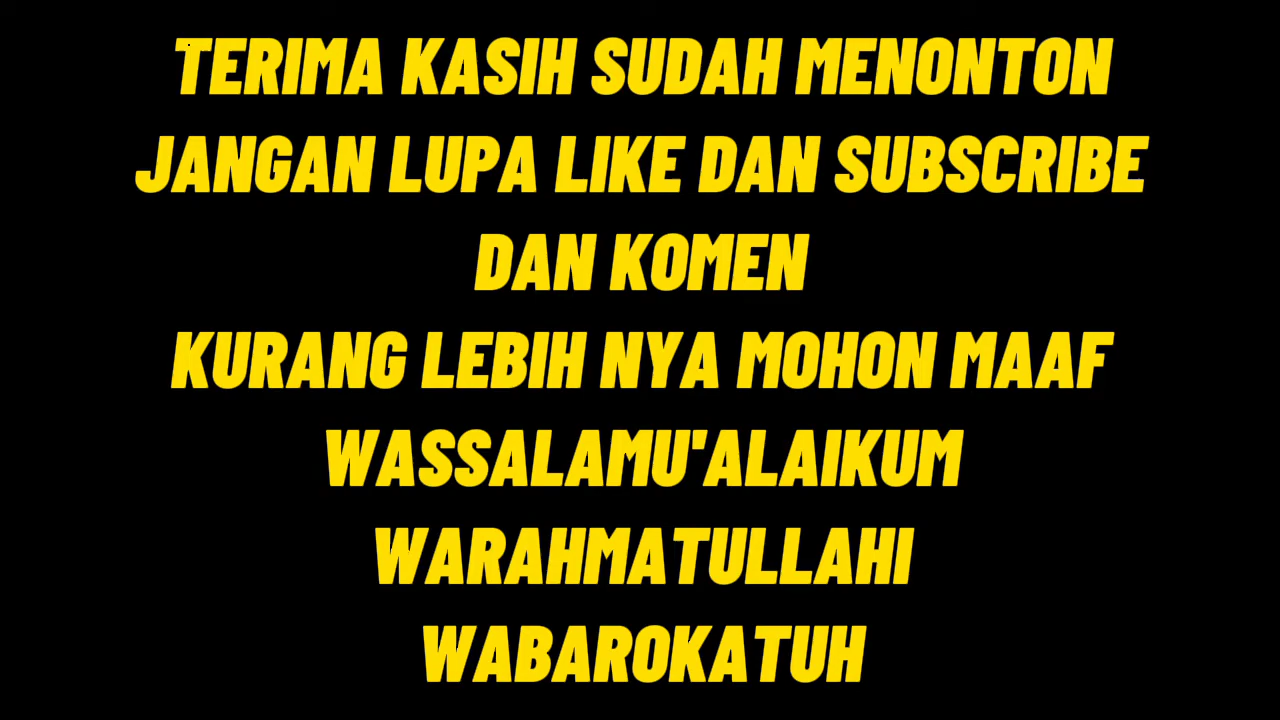 TERIMA KASIH SUDAH MENONTON
JANGAN LUPA LIKE DAN SUBSCRIBE
DAN KOMEN
KURANG LEBIH NYA MOHON MAAF
WASSALAMU'ALAIKUM
WARAHMATULLAHI
WABAROKATUH